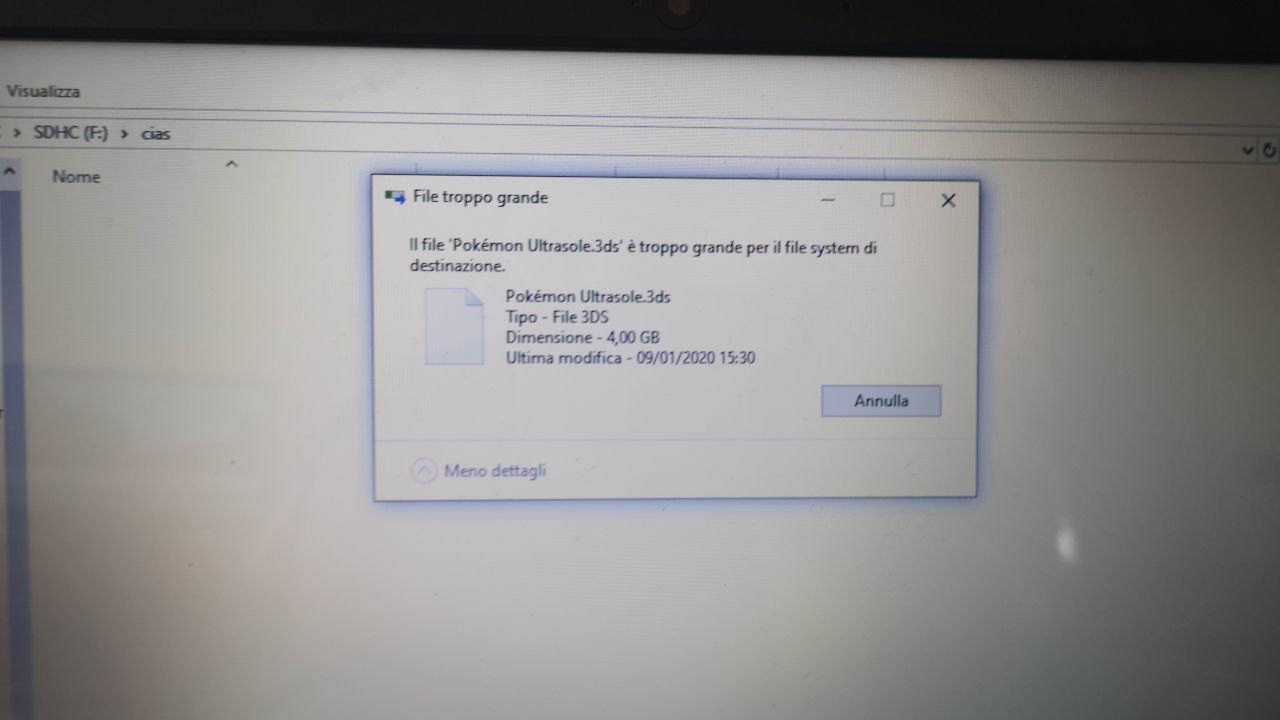 Visualizza
SDHC (F:) > cias
Nome
File troppo grande
Il file 'Pokémon Ultrasole.3ds' è troppo grande per il file system di
destinazione.
Pokémon Ultrasole.3ds
Tipo - File 3DS
Dimensione - 4,00 GB
Ultima modifica - 09/01/2020 15:30
Annulla
Meno dettagli